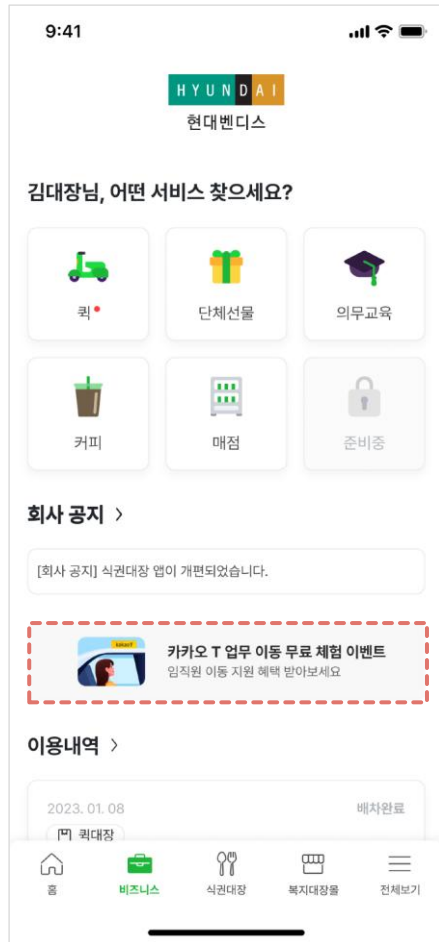 9:41
HYUNDAI
현대벤디스
김대장님, 어떤 서비스 찾으세요?
퀵
단체선물
의무교육
커피
매점
준비중
회사 공지 >
[회사 공지] 식권대장 앱이 개편되었습니다.
카카오 T 업무 이동 무료 체험 이벤트
임직원 이동 지원 혜택 받아보세요
이용내역 >
2023. 01. 08
배차완료
퀵대장
홈
비즈니스
식권대장
복지대장몰
전체보기